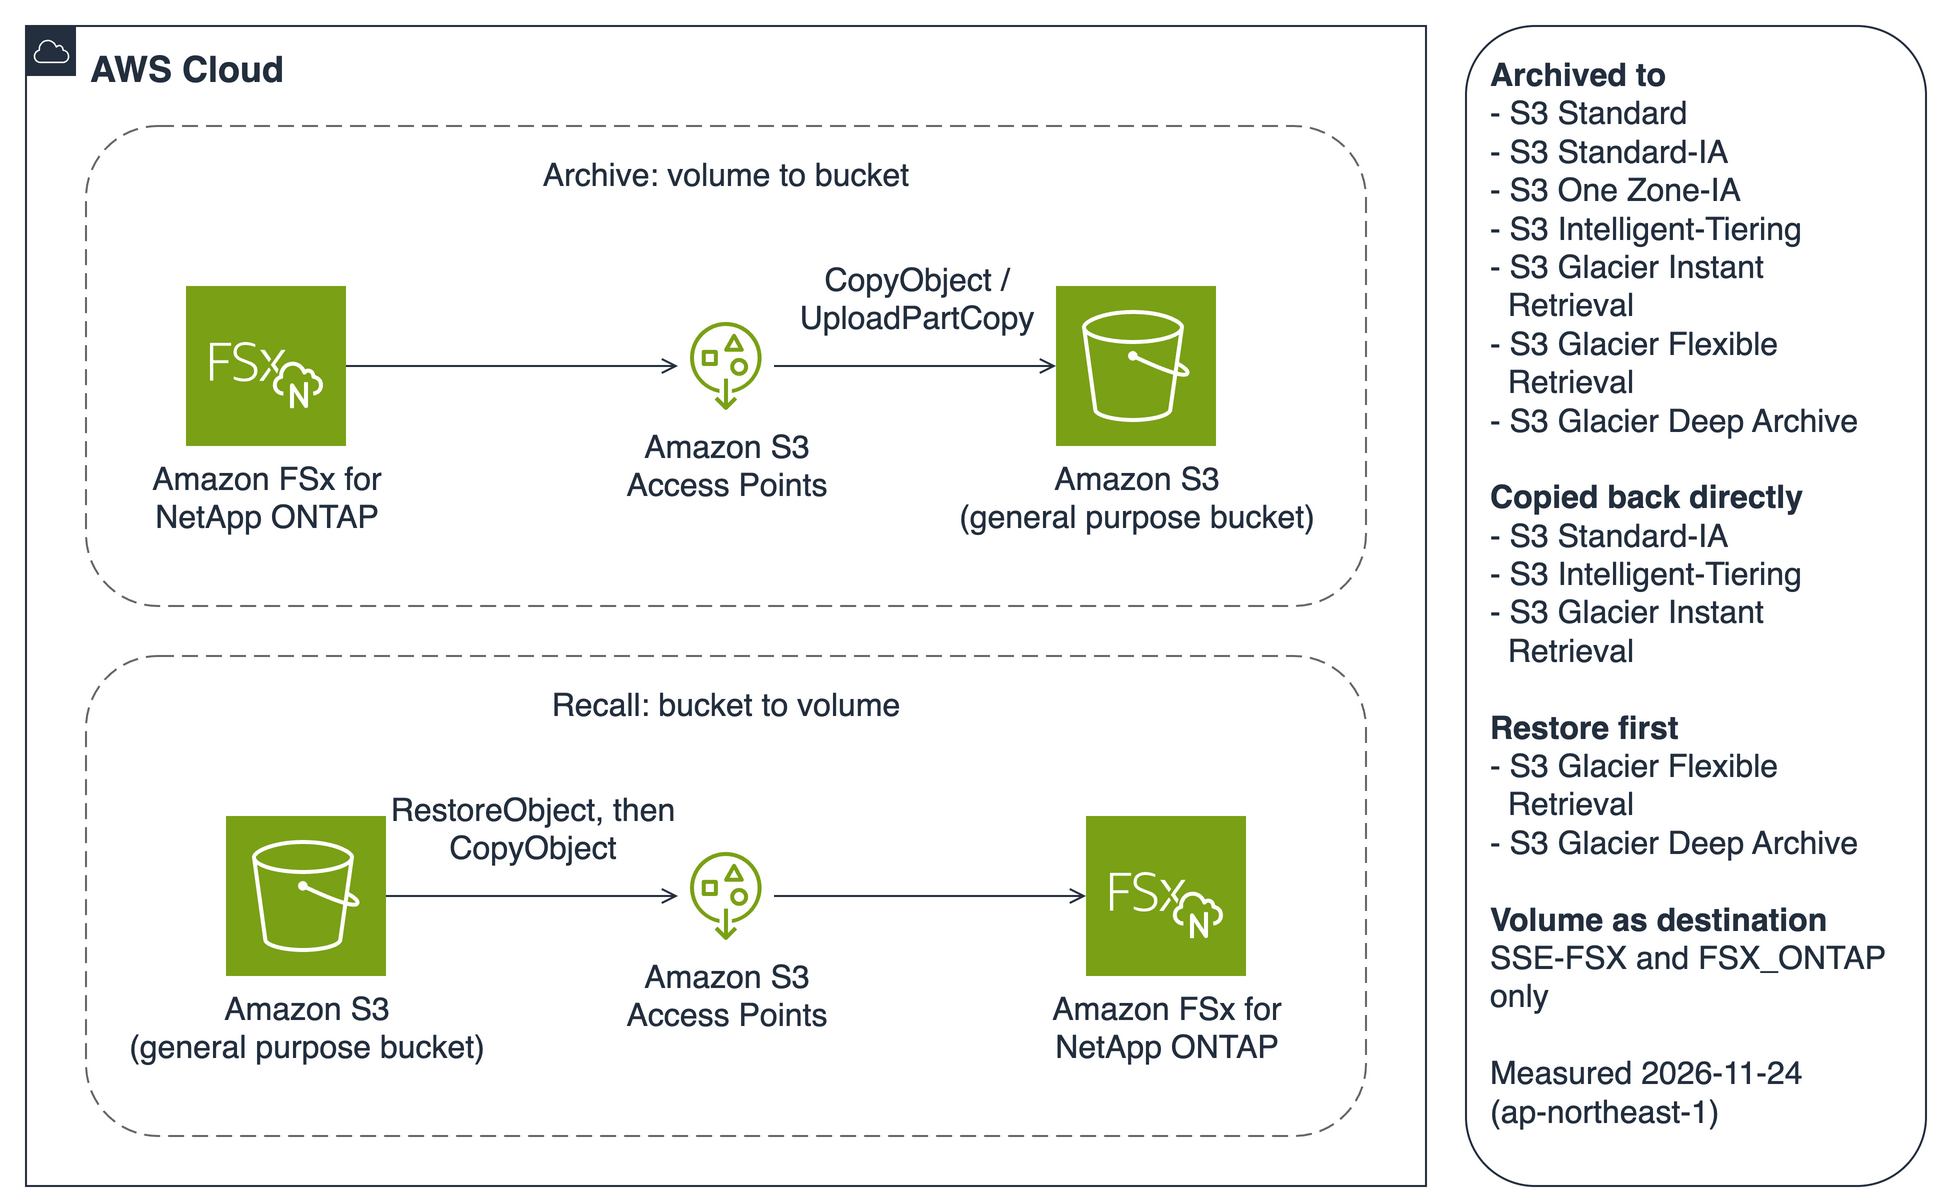 AWS Cloud
Archive: volume to bucket
CopyObject /
UploadPartCopy
FSx
N
Amazon FSx for
NetApp ONTAP
Amazon S3
Access Points
Amazon S3
(general purpose bucket)
Recall: bucket to volume
RestoreObject, then
CopyObject
FSx
N
Amazon S3
(general purpose bucket)
Amazon S3
Access Points
Amazon FSx for
NetApp ONTAP
Archived to
- S3 Standard
- S3 Standard-IA
- S3 One Zone-IA
- S3 Intelligent-Tiering
- S3 Glacier Instant
Retrieval
- S3 Glacier Flexible
Retrieval
- S3 Glacier Deep Archive
Copied back directly
- S3 Standard-IA
- S3 Intelligent-Tiering
- S3 Glacier Instant
Retrieval
Restore first
- S3 Glacier Flexible
Retrieval
- S3 Glacier Deep Archive
Volume as destination
SSE-FSX and FSX_ONTAP
only
Measured 2026-11-24
(ap-northeast-1)